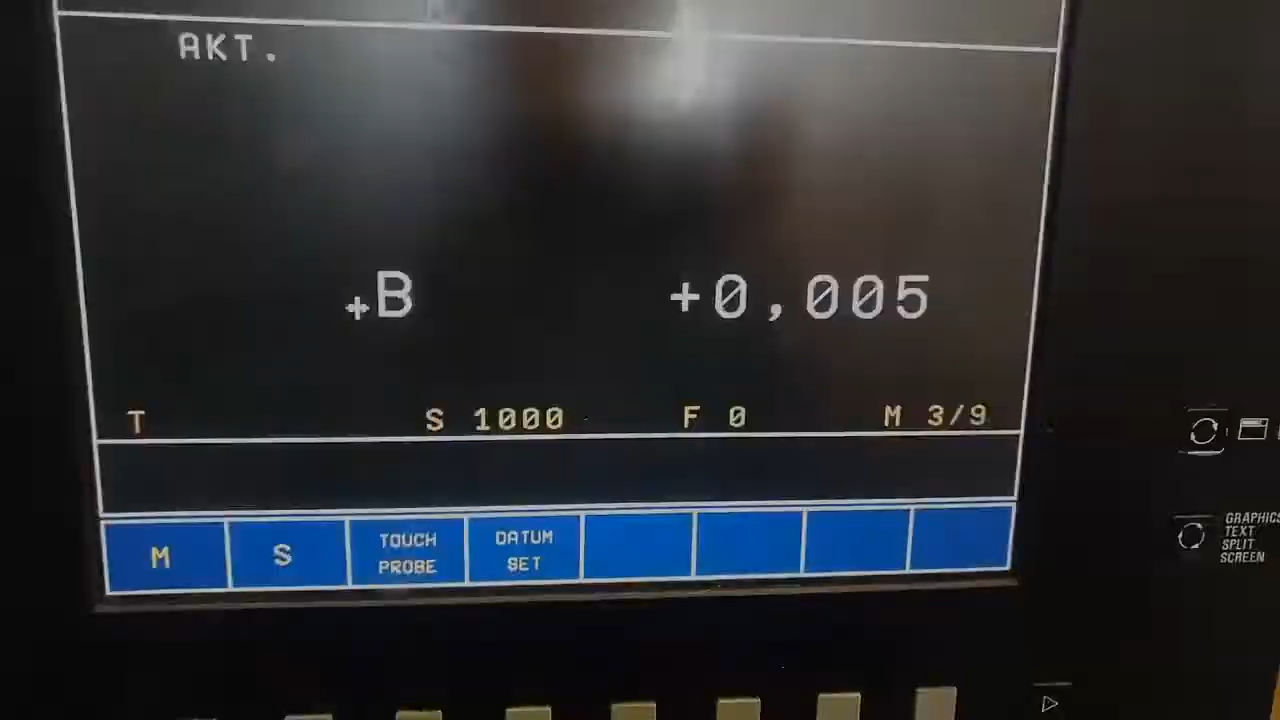 AKT.
+B +0,005
T S 1000 F 0 M 3/9
M S TOUCH PROBE DATUM SET
GRAPHICS
TEXT
SPLIT
SCREEN